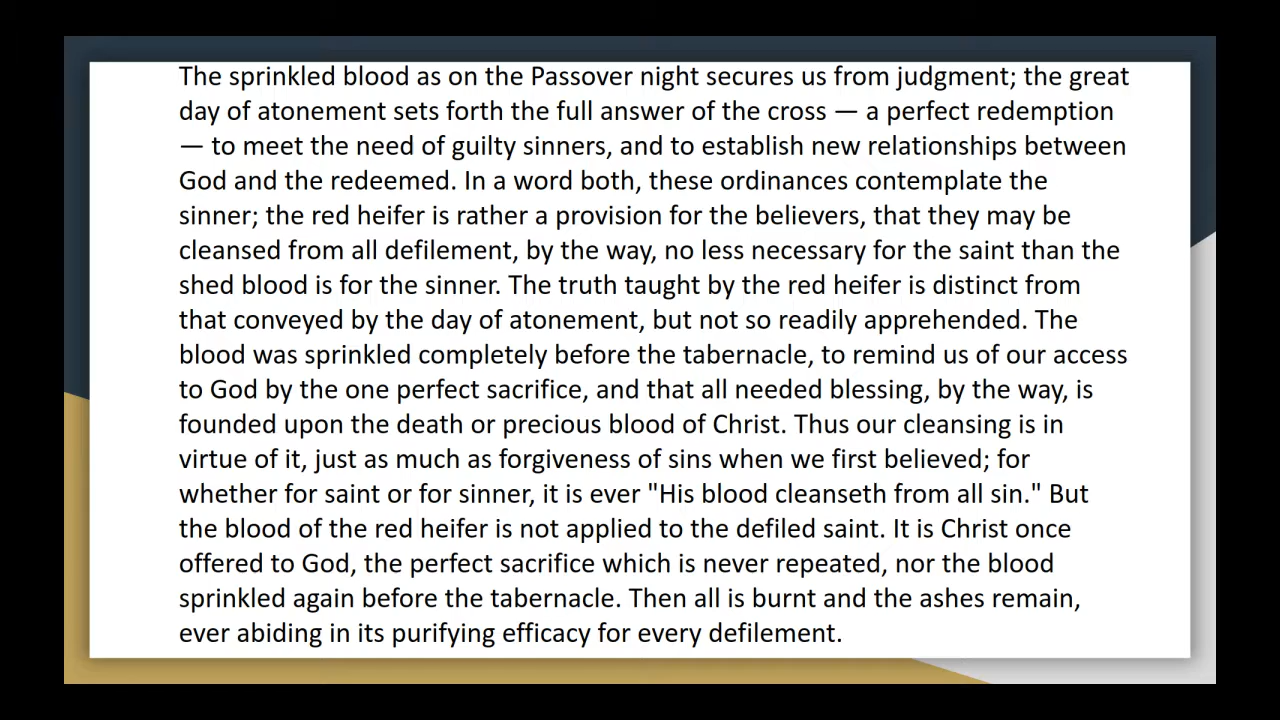 The sprinkled blood as on the Passover night secures us from judgment; the great
day of atonement sets forth the full answer of the cross — a perfect redemption
— to meet the need of guilty sinners, and to establish new relationships between
God and the redeemed. In a word both, these ordinances contemplate the
sinner; the red heifer is rather a provision for the believers, that they may be
cleansed from all defilement, by the way, no less necessary for the saint than the
shed blood is for the sinner. The truth taught by the red heifer is distinct from
that conveyed by the day of atonement, but not so readily apprehended. The
blood was sprinkled completely before the tabernacle, to remind us of our access
to God by the one perfect sacrifice, and that all needed blessing, by the way, is
founded upon the death or precious blood of Christ. Thus our cleansing is in
virtue of it, just as much as forgiveness of sins when we first believed; for
whether for saint or for sinner, it is ever "His blood cleanseth from all sin." But
the blood of the red heifer is not applied to the defiled saint. It is Christ once
offered to God, the perfect sacrifice which is never repeated, nor the blood
sprinkled again before the tabernacle. Then all is burnt and the ashes remain,
ever abiding in its purifying efficacy for every defilement.